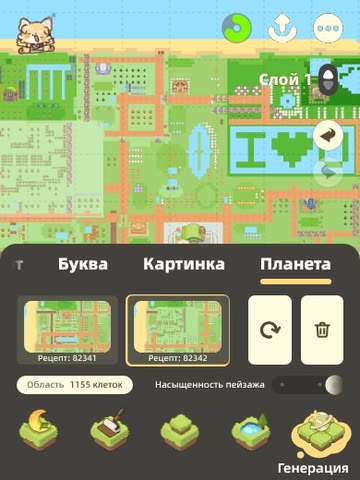 Слой 1
т Буква Картинка Планета
Рецепт: 82341 Рецепт: 82342
Область 1155 клеток Насыщенность пейзажа
Генерация